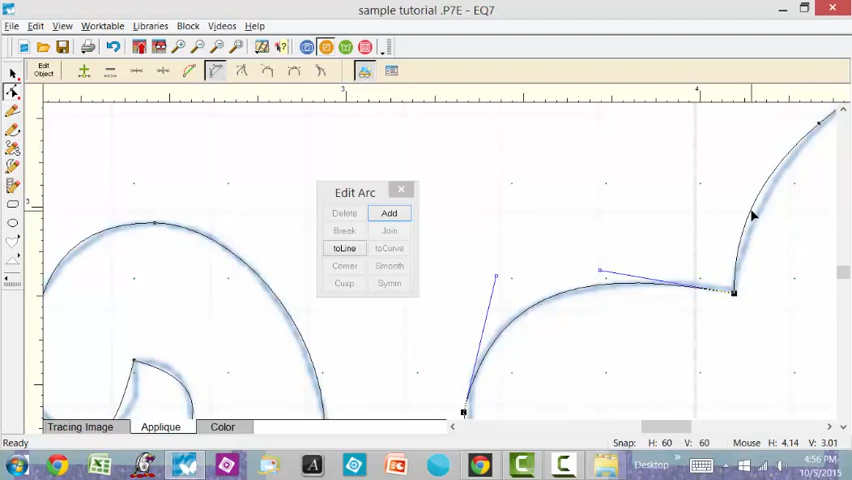 sample tutorial .P7E - EQ7
File Edit View Worktable Libraries Block Videos Help
Edit
Object
3
4
3
Edit Arc
Delete Add
Break Join
toLine toCurve
Corner Smooth
Cusp Symm
Tracing Image Applique Color
Ready Snap: H: 60 V: 60 Mouse H: 4.14 V: 3.01
Desktop
4:56 PM
10/5/2015